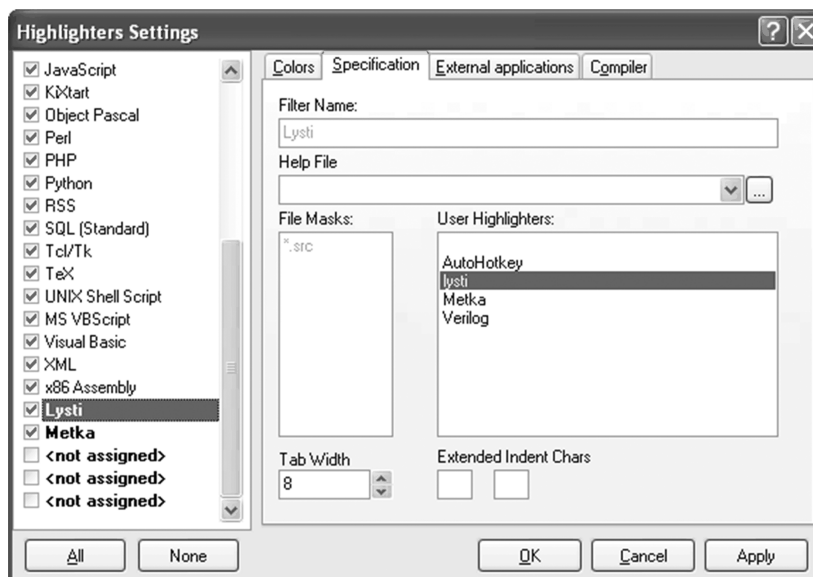 Highlighters Settings
JavaScript
KiXtart
Object Pascal
Perl
PHP
Python
RSS
SQL (Standard)
Tcl/Tk
TeX
UNIX Shell Script
MS VBScript
Visual Basic
XML
x86 Assembly
Lysti
Metka
<not assigned>
<not assigned>
<not assigned>
All None
Colors Specification External applications Compiler
Filter Name:
Lysti
Help File
...
File Masks:
*.src
User Highlighters:
AutoHotkey
lysti
Metka
Verilog
Tab Width
8
Extended Indent Chars
OK Cancel Apply